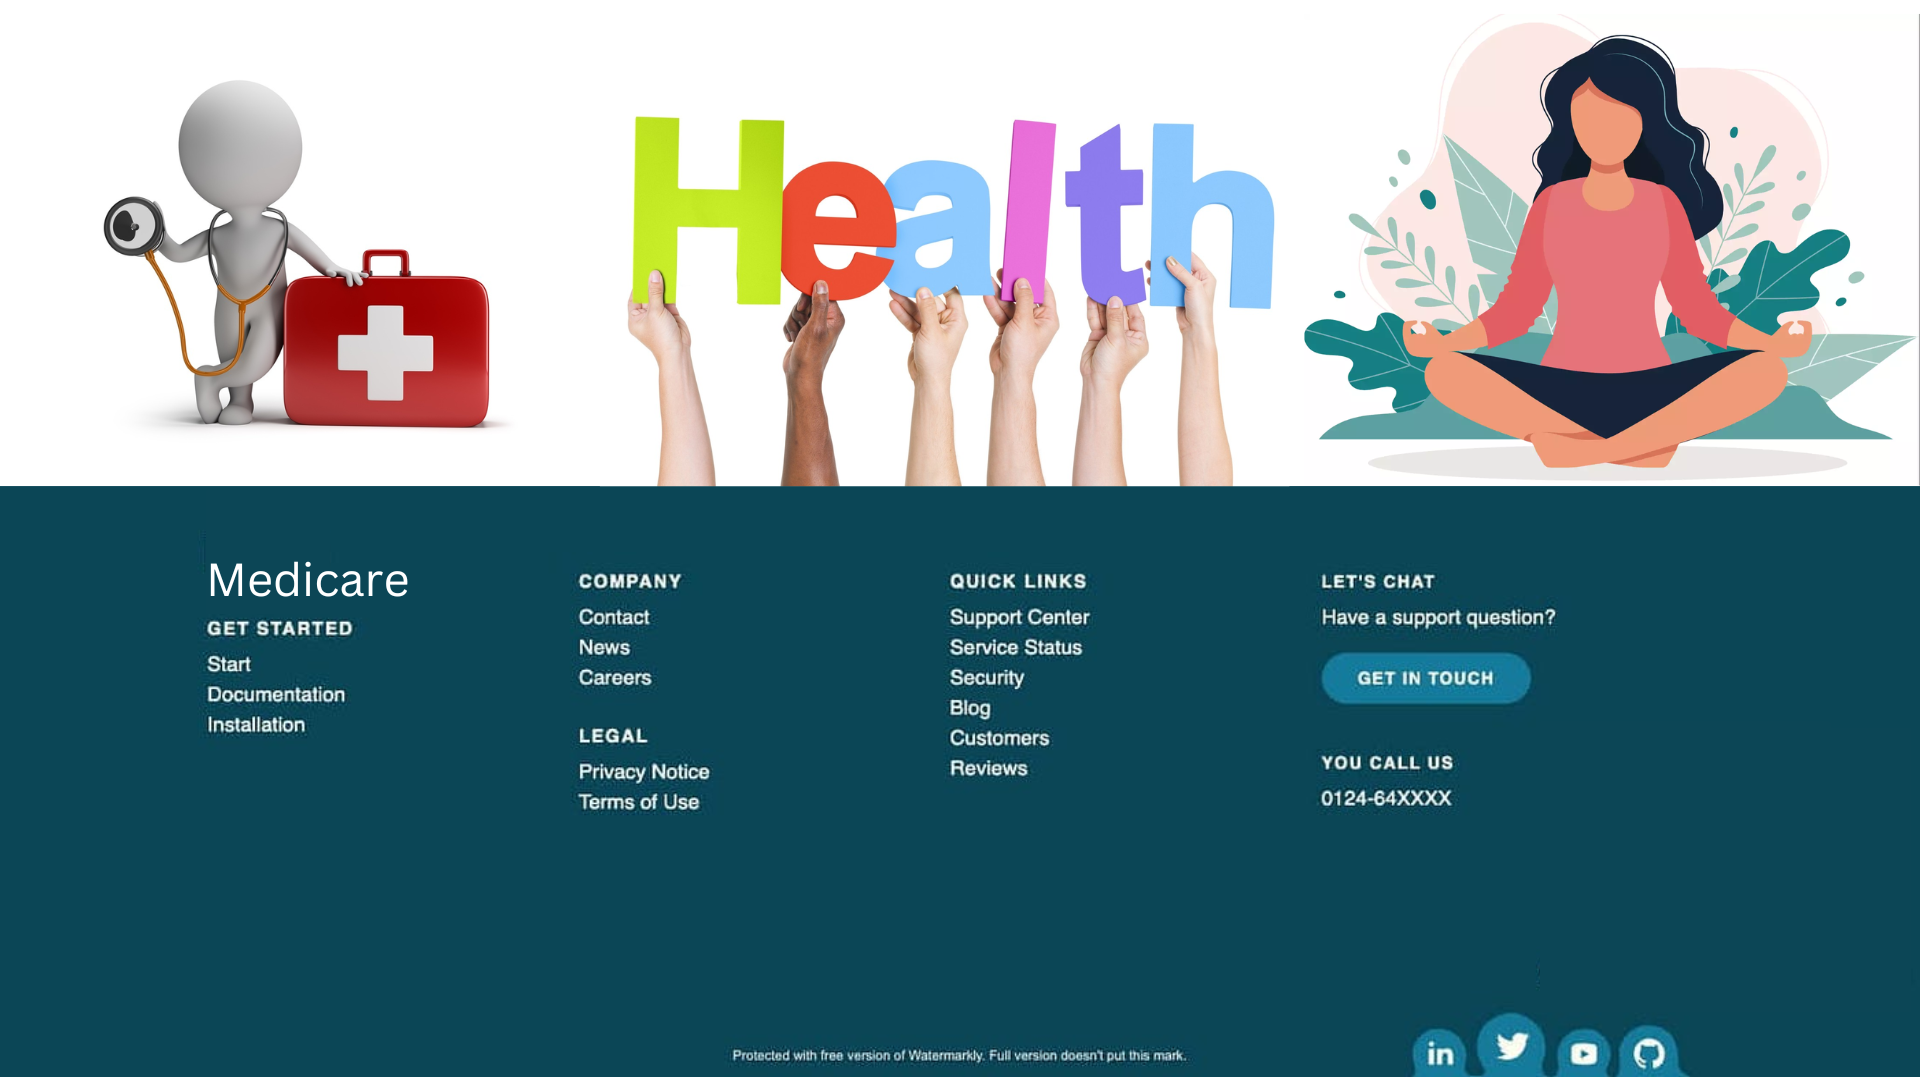 Health
Medicare
GET STARTED
Start
Documentation
Installation
COMPANY
Contact
News
Careers
LEGAL
Privacy Notice
Terms of Use
QUICK LINKS
Support Center
Service Status
Security
Blog
Customers
Reviews
LET'S CHAT
Have a support question?
GET IN TOUCH
YOU CALL US
0124-64XXXX
Protected with free version of Watermarkly. Full version doesn't put this mark.
in